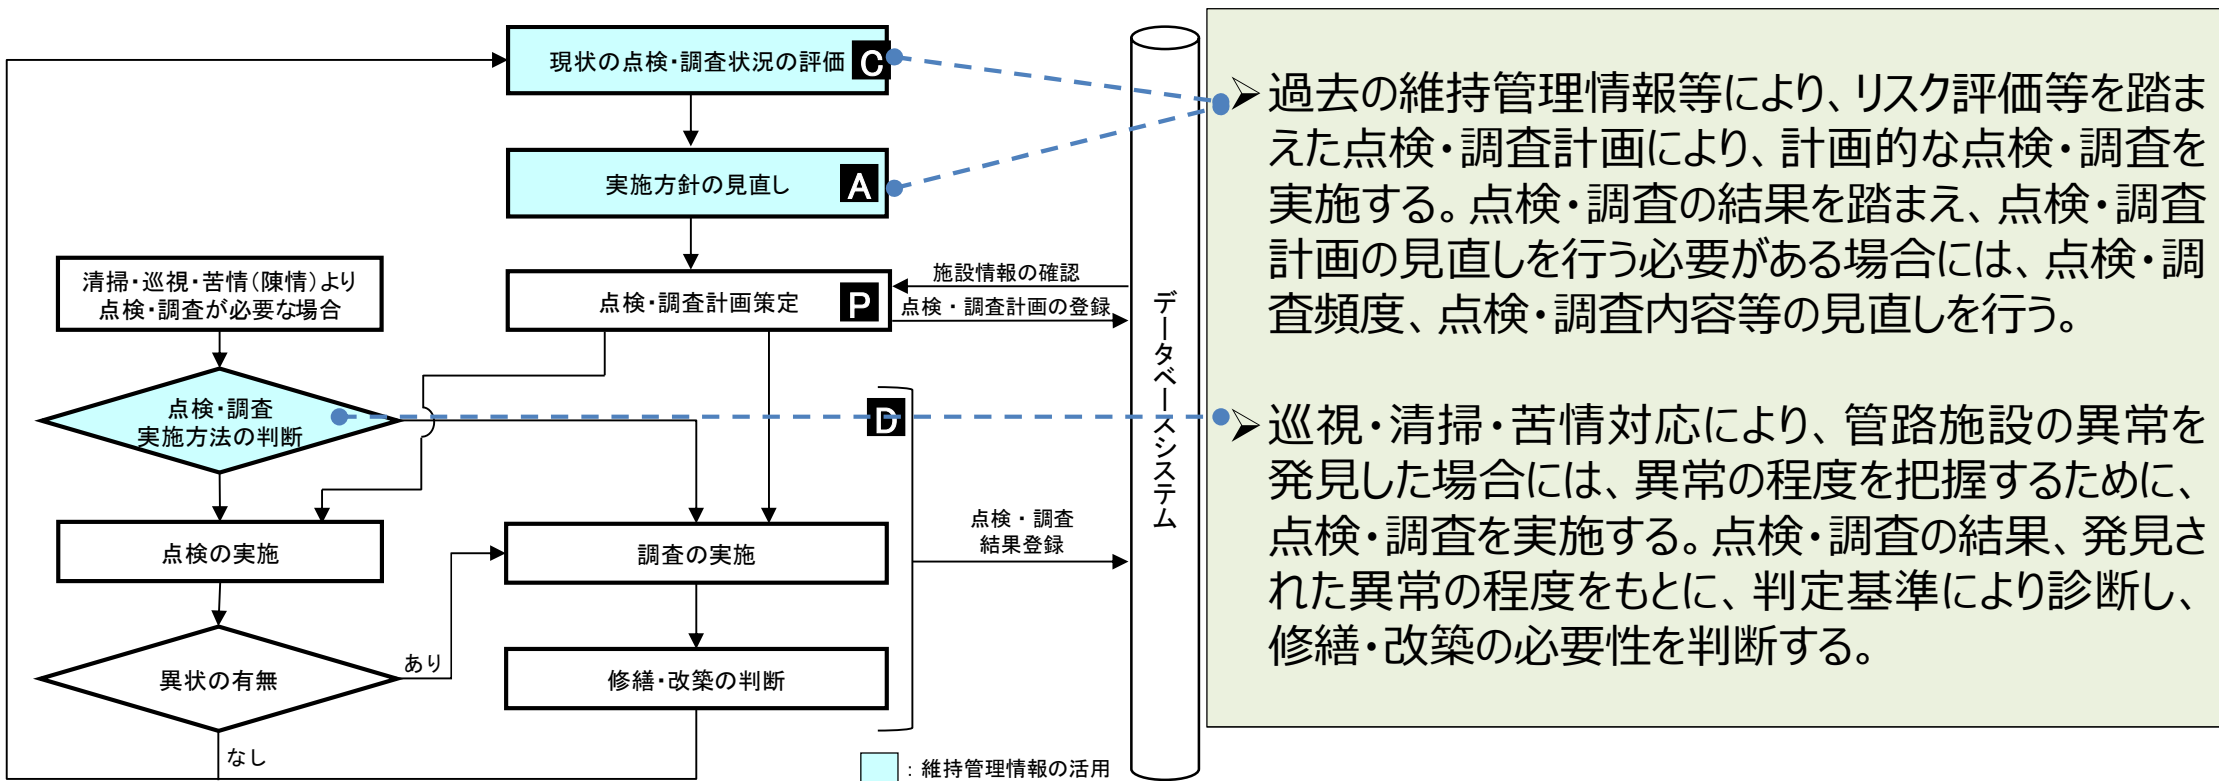 現状の点検・調査状況の評価 C
実施方針の見直し A
清掃・巡視・苦情(陳情)より
点検・調査が必要な場合
点検・調査計画策定 P
施設情報の確認
点検・調査計画の登録
点検・調査
実施方法の判断
D
点検の実施
調査の実施
点検・調査
結果登録
異状の有無
あり
なし
修繕・改築の判断
：維持管理情報の活用
データベースシステム
➢過去の維持管理情報等により、リスク評価等を踏ま
えた点検・調査計画により、計画的な点検・調査を
実施する。点検・調査の結果を踏まえ、点検・調査
計画の見直しを行う必要がある場合には、点検・調
査頻度、点検・調査内容等の見直しを行う。
➢巡視・清掃・苦情対応により、管路施設の異常を
発見した場合には、異常の程度を把握するために、
点検・調査を実施する。点検・調査の結果、発見さ
れた異常の程度をもとに、判定基準により診断し、
修繕・改築の必要性を判断する。